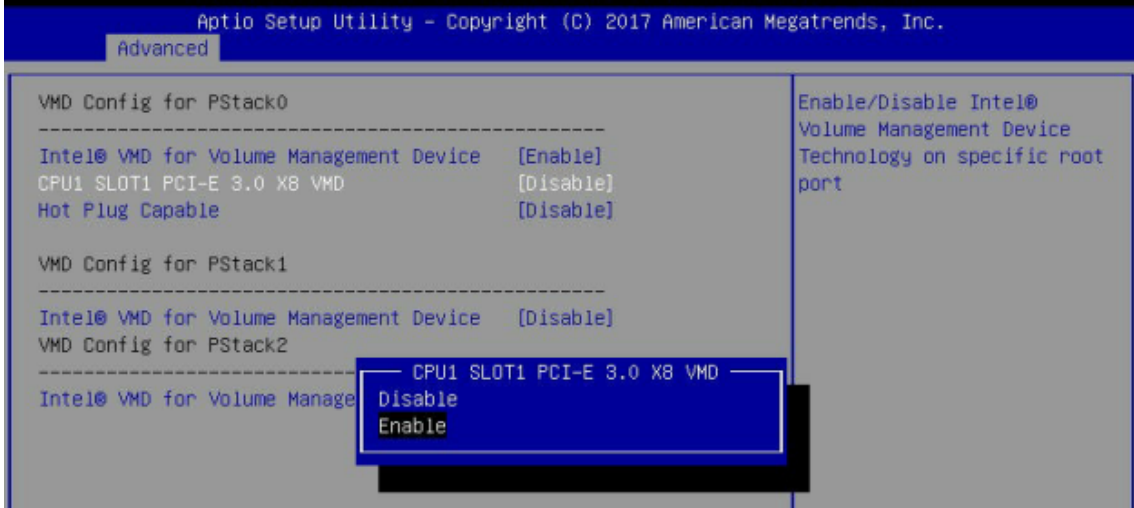 Aptio Setup Utility – Copyright (C) 2017 American Megatrends, Inc.
Advanced
VMD Config for PStack0
Intel® VMD for Volume Management Device [Enable]
CPU1 SLOT1 PCI-E 3.0 X8 VMD [Disable]
Hot Plug Capable [Disable]
VMD Config for PStack1
Intel® VMD for Volume Management Device [Disable]
VMD Config for PStack2
Intel® VMD for Volume Manage
CPU1 SLOT1 PCI-E 3.0 X8 VMD
Disable
Enable
Enable/Disable Intel®
Volume Management Device
Technology on specific root
port